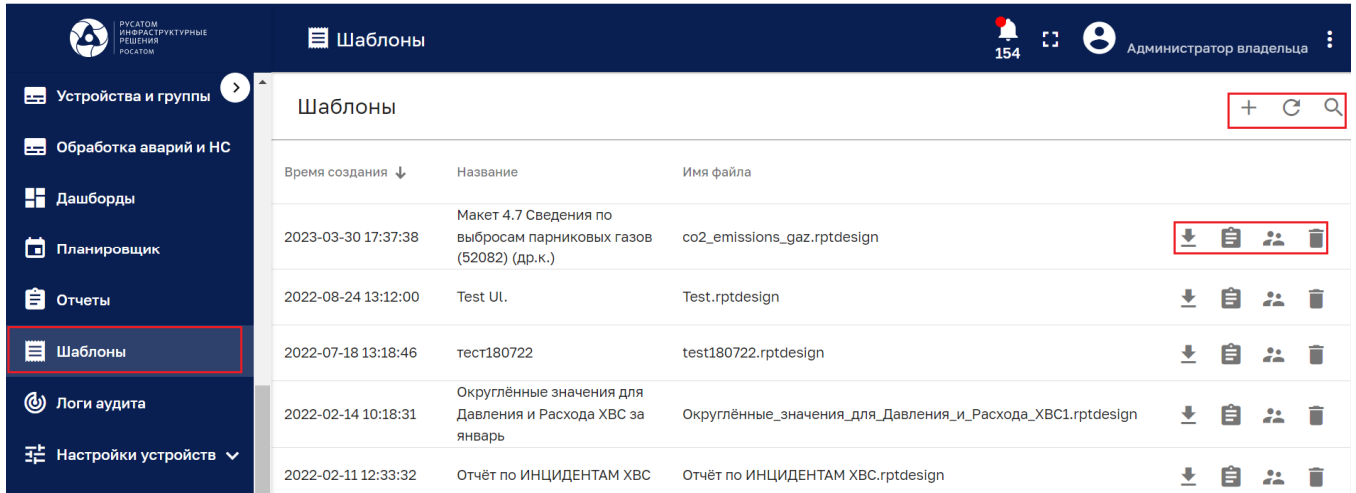 РУСАТОМ
ИНФРАСТРУКТУРНЫЕ
РЕШЕНИЯ
РОСАТОМ
Шаблоны
154
Администратор владельца
Устройства и группы
Обработка аварий и НС
Дашборды
Планировщик
Отчеты
Шаблоны
Логи аудита
Настройки устройств
Шаблоны
Время создания Название Имя файла
2023-03-30 17:37:38 Макет 4.7 Сведения по выбросам парниковых газов (52082) (др.к.) co2_emissions_gaz.rptdesign
2022-08-24 13:12:00 Test Ul. Test.rptdesign
2022-07-18 13:18:46 тест180722 test180722.rptdesign
2022-02-14 10:18:31 Округлённые значения для Давления и Расхода ХВС за январь Округлённые_значения_для_Давления_и_Расхода_ХВС1.rptdesign
2022-02-11 12:33:32 Отчёт по ИНЦИДЕНТАМ ХВС Отчёт по ИНЦИДЕНТАМ ХВС.rptdesign